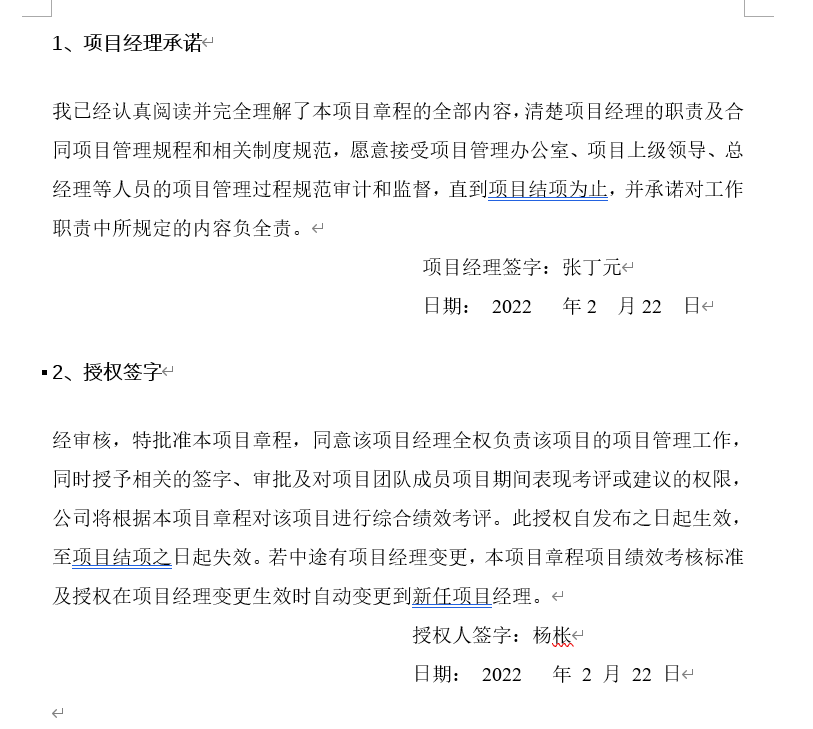 1、项目经理承诺
我已经认真阅读并完全理解了本项目章程的全部内容，清楚项目经理的职责及合
同项目管理规程和相关制度规范，愿意接受项目管理办公室、项目上级领导、总
经理等人员的项目管理过程规范审计和监督，直到项目结项为止，并承诺对工作
职责中所规定的内容负全责。
项目经理签字：张丁元
日期： 2022 年 2 月 22 日
2、授权签字
经审核，特批准本项目章程，同意该项目经理全权负责该项目的项目管理工作，
同时授予相关的签字、审批及对项目团队成员项目期间表现考评或建议的权限，
公司将根据本项目章程对该项目进行综合绩效考评。此授权自发布之日起生效，
至项目结项之日起失效。若中途有项目经理变更，本项目章程项目绩效考核标准
及授权在项目经理变更生效时自动变更到新任项目经理。
授权人签字：杨枨
日期： 2022 年 2 月 22 日